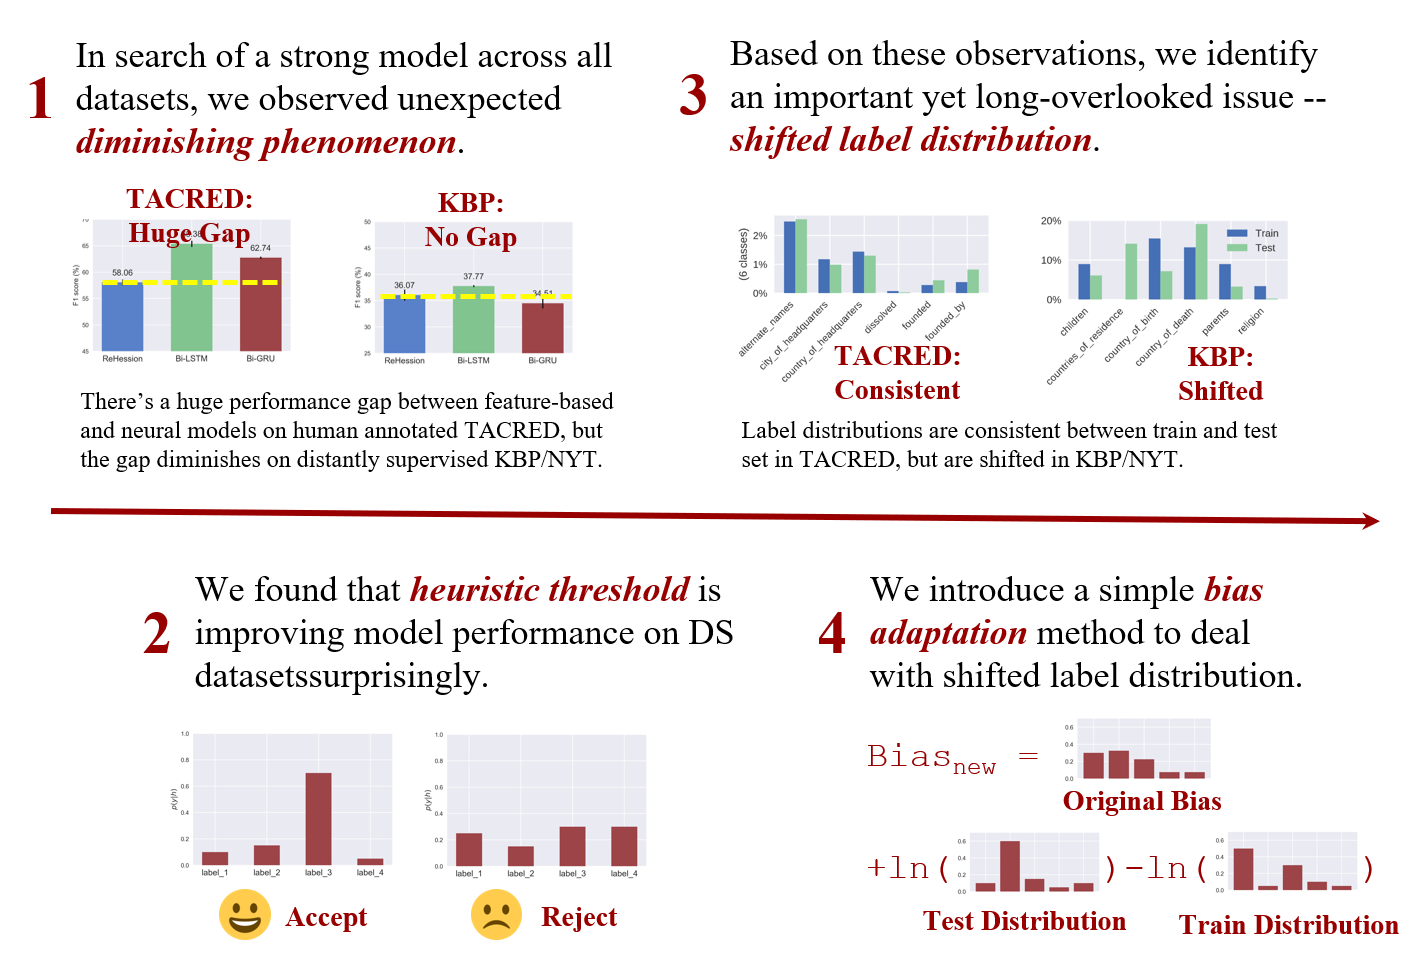 1
In search of a strong model across all
datasets, we observed unexpected
diminishing phenomenon.
TACRED:
Huge Gap
70
65
60
55
50
45
F1 score (%)
58.06
62.74
ReHession
Bi-LSTM
Bi-GRU
KBP:
No Gap
50
45
40
35
30
25
F1 score (%)
36.07
37.77
34.51
ReHession
Bi-LSTM
Bi-GRU
There's a huge performance gap between feature-based
and neural models on human annotated TACRED, but
the gap diminishes on distantly supervised KBP/NYT.
2
We found that heuristic threshold is
improving model performance on DS
datasetssurprisingly.
1.0
0.8
0.6
0.4
0.2
0.0
p(y|h)
label_1
label_2
label_3
label_4
Accept
1.0
0.8
0.6
0.4
0.2
0.0
p(y|h)
label_1
label_2
label_3
label_4
Reject
3
Based on these observations, we identify
an important yet long-overlooked issue --
shifted label distribution.
(6 classes)
2%
1%
0%
alternate_names
city_of_headquarters
country_of_headquarters
dissolved
founded
founded_by
TACRED:
Consistent
20%
10%
0%
Train
Test
children
countries_of_residence
country_of_birth
country_of_death
parents
religion
KBP:
Shifted
Label distributions are consistent between train and test
set in TACRED, but are shifted in KBP/NYT.
4
We introduce a simple bias
adaptation method to deal
with shifted label distribution.
Biasnew =
0.6
0.4
0.2
0.0
Original Bias
+ln(
0.6
0.4
0.2
0.0
)-ln(
0.6
0.4
0.2
0.0
)
Test Distribution
Train Distribution